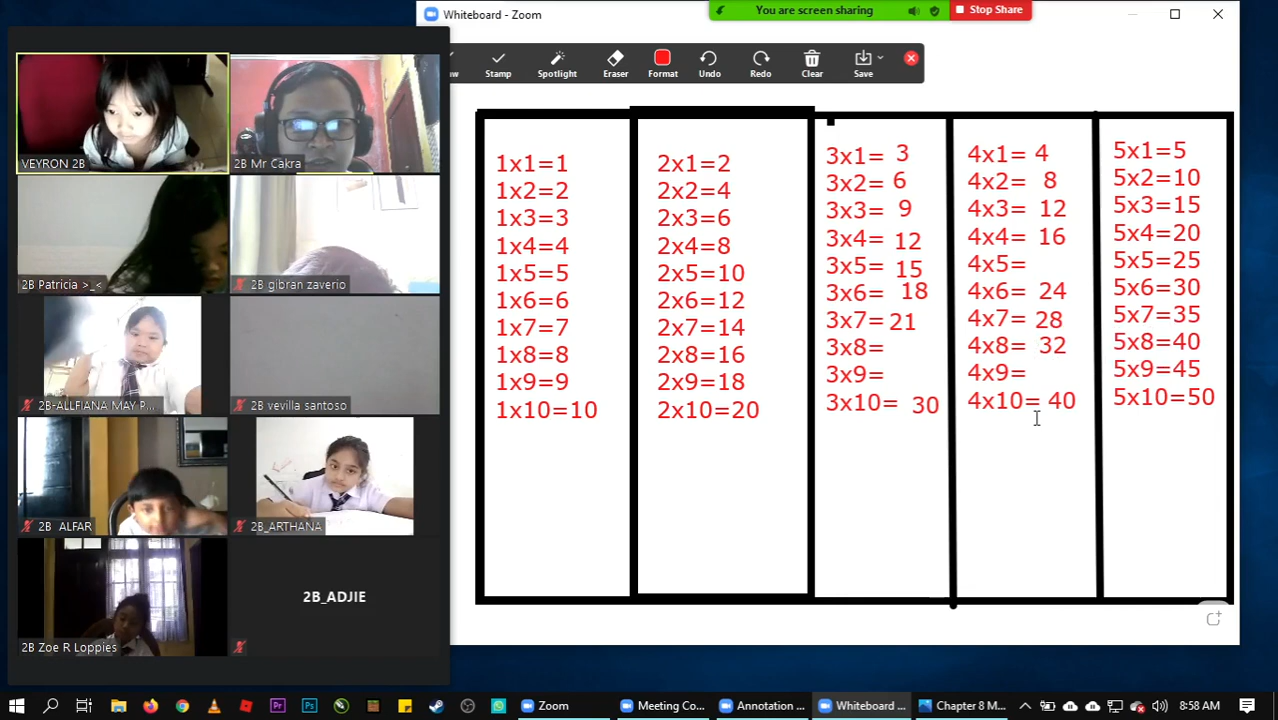 Whiteboard - Zoom
You are screen sharing
Stop Share
Stamp
Spotlight
Eraser
Format
Undo
Redo
Clear
Save
VEYRON 2B
2B Mr Cakra
2B Patricia >_<
2B gibran zaverio
2B-ALLFIANA MAY P...
2B vevilla santoso
2B ALFAR
2B_ARTHANA
2B Zoe R Loppies
2B_ADJIE
1x1=1
1x2=2
1x3=3
1x4=4
1x5=5
1x6=6
1x7=7
1x8=8
1x9=9
1x10=10
2x1=2
2x2=4
2x3=6
2x4=8
2x5=10
2x6=12
2x7=14
2x8=16
2x9=18
2x10=20
3x1= 3
3x2= 6
3x3= 9
3x4= 12
3x5= 15
3x6= 18
3x7= 21
3x8=
3x9=
3x10= 30
4x1= 4
4x2= 8
4x3= 12
4x4= 16
4x5=
4x6= 24
4x7= 28
4x8= 32
4x9=
4x10= 40
5x1=5
5x2=10
5x3=15
5x4=20
5x5=25
5x6=30
5x7=35
5x8=40
5x9=45
5x10=50
Zoom
Meeting Co...
Annotation ...
Whiteboard ...
Chapter 8 M...
8:58 AM